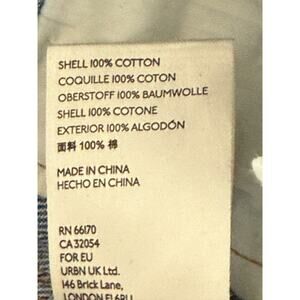 SHELL 100% COTTON
COQUILLE 100% COTON
OBERSTOFF 100% BAUMWOLLE
SHELL 100% COTONE
EXTERIOR 100% ALGODÓN
面料 100% 棉
MADE IN CHINA
HECHO EN CHINA
RN 66170
CA 32054
FOR EU
URBN UK Ltd.
146 Brick Lane,
LONDON E1 6RU